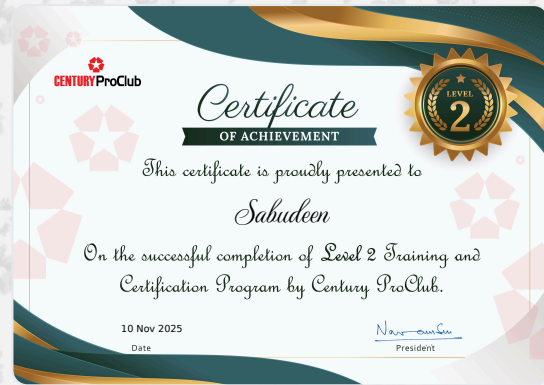 CENTURY ProClub
Certificate
OF ACHIEVEMENT
LEVEL
2
This certificate is proudly presented to
Sabudeen
On the successful completion of Level 2 Training and
Certification Program by Century ProClub.
10 Nov 2025
Date
President